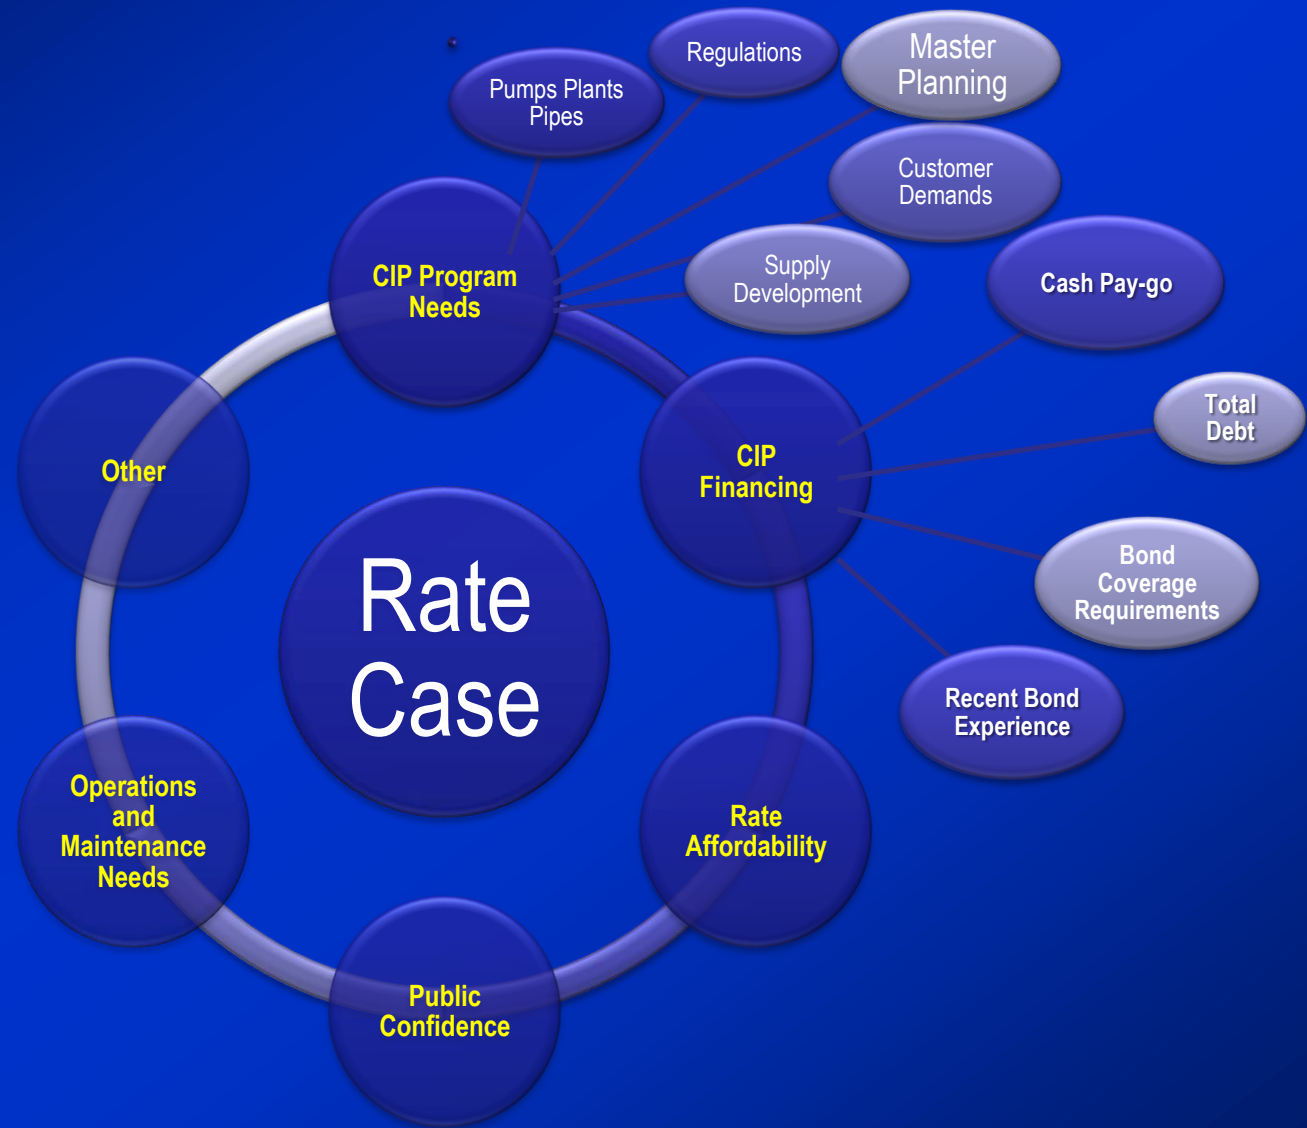 Pumps Plants
Pipes
Regulations
Master
Planning
Customer
Demands
Supply
Development
Cash Pay-go
Total
Debt
Bond
Coverage
Requirements
Recent Bond
Experience
CIP Program
Needs
CIP
Financing
Rate
Affordability
Public
Confidence
Operations
and
Maintenance
Needs
Other
Rate
Case